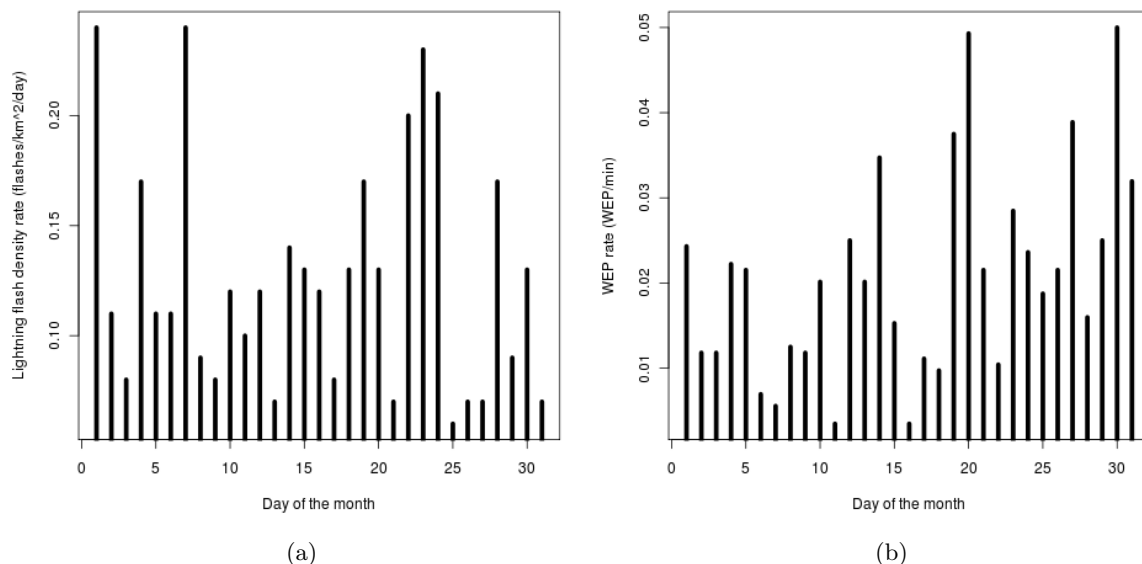 Lightning flash density rate (flashes/km^2/day)
0.20
0.15
0.10
0 5 10 15 20 25 30
Day of the month
(a)
WEP rate (WEP/min)
0.05
0.04
0.03
0.02
0.01
0 5 10 15 20 25 30
Day of the month
(b)